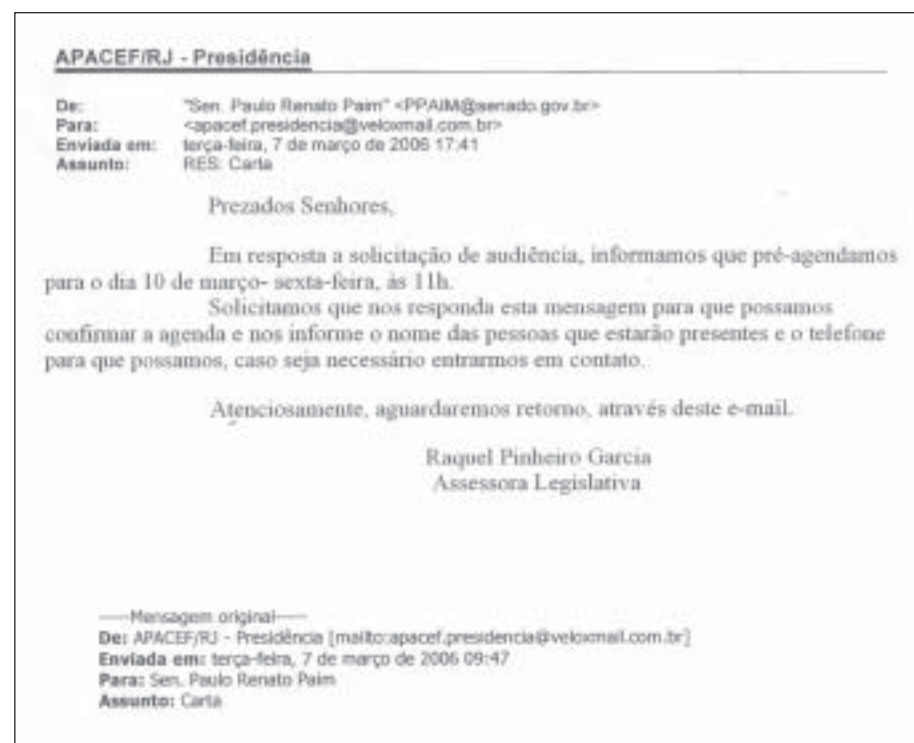 APACEF/RJ - Presidência
De: "Sen. Paulo Renato Paim" <PPAIM@senado.gov.br>
Para: <apacef.presidencia@veloxmail.com.br>
Enviada em: terça-feira, 7 de março de 2006 17:41
Assunto: RES: Carta
Prezados Senhores,
Em resposta a solicitação de audiência, informamos que pré-agendamos
para o dia 10 de março- sexta-feira, às 11h.
Solicitamos que nos responda esta mensagem para que possamos
confirmar a agenda e nos informe o nome das pessoas que estarão presentes e o telefone
para que possamos, caso seja necessário entrarmos em contato.
Atenciosamente, aguardaremos retorno, através deste e-mail.
Raquel Pinheiro Garcia
Assessora Legislativa
-----Mensagem original-----
De: APACEF/RJ - Presidência [mailto:apacef.presidencia@veloxmail.com.br]
Enviada em: terça-feira, 7 de março de 2006 09:47
Para: Sen. Paulo Renato Paim
Assunto: Carta